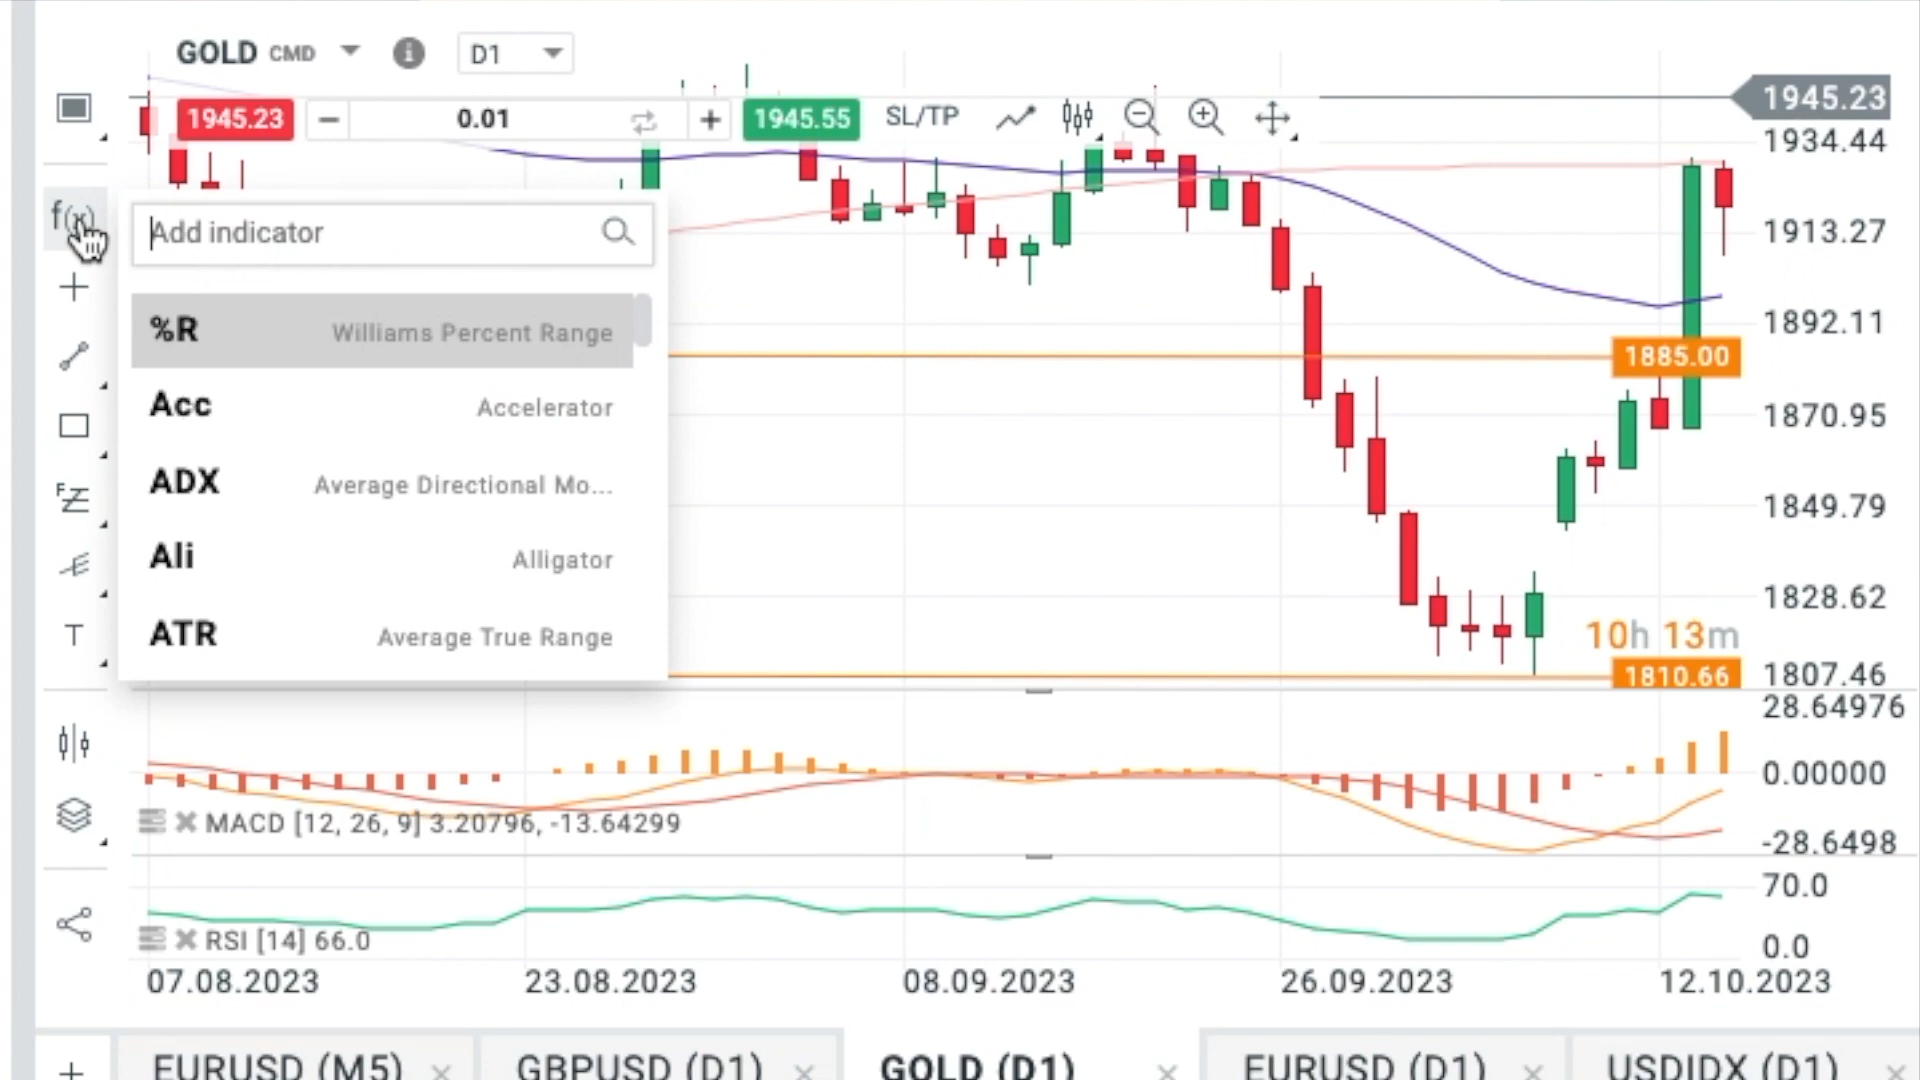 GOLD CMD i D1
1945.23 − 0.01 + 1945.55 SL/TP
1945.23
1934.44
f(x)
Add indicator
1913.27
%R Williams Percent Range
1892.11
1885.00
Acc Accelerator
1870.95
ADX Average Directional Mo...
1849.79
Ali Alligator
1828.62
ATR Average True Range
10h 13m
T
1810.66
1807.46
28.64976
0.00000
MACD [12, 26, 9] 3.20796, -13.64299
-28.6498
70.0
RSI [14] 66.0
0.0
07.08.2023 23.08.2023 08.09.2023 26.09.2023 12.10.2023
+ EURUSD (M5) × GBPUSD (D1) × GOLD (D1) × EURUSD (D1) × USDIDX (D1) ×